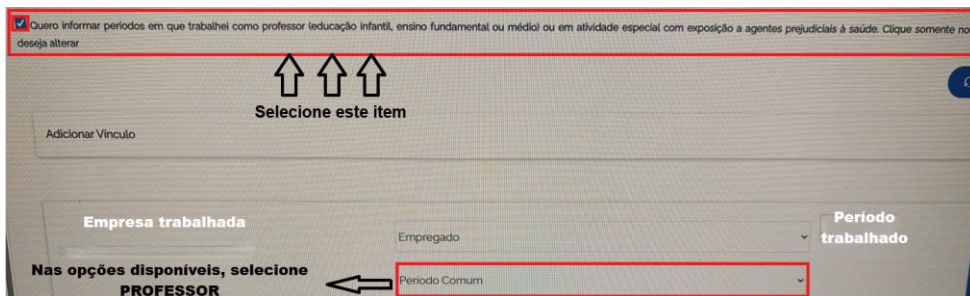 Quero informar períodos em que trabalhei como professor (educação infantil, ensino fundamental ou médio) ou em atividade especial com exposição a agentes prejudiciais à saúde. Clique somente no
deseja alterar
Selecione este item
Adicionar Vínculo
Empresa trabalhada
Periodo
trabalhado
Empregado
Nas opções disponíveis, selecione
PROFESSOR
Período Comum